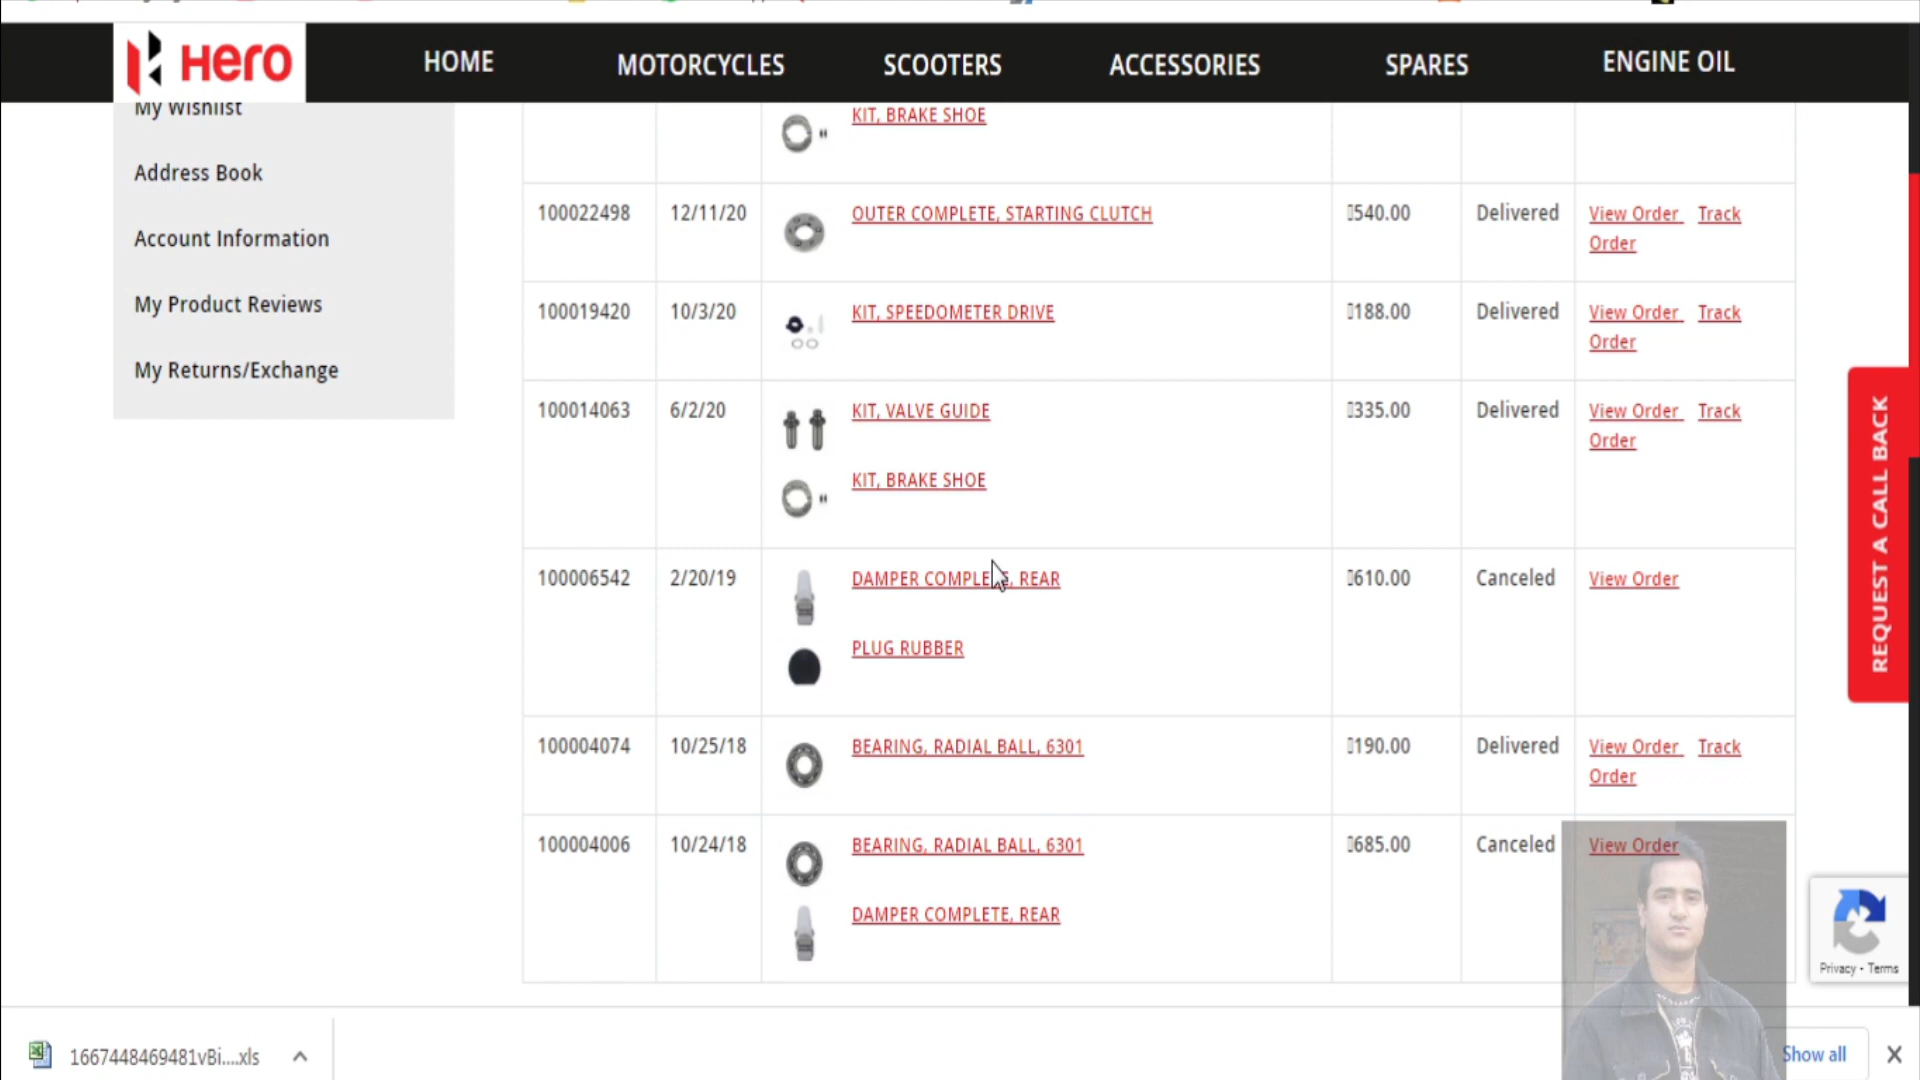 Hero
HOME
MOTORCYCLES
SCOOTERS
ACCESSORIES
SPARES
ENGINE OIL
My Wishlist
Address Book
Account Information
My Product Reviews
My Returns/Exchange
KIT, BRAKE SHOE
100022498 12/11/20 OUTER COMPLETE, STARTING CLUTCH 540.00 Delivered View Order Track
Order
100019420 10/3/20 KIT, SPEEDOMETER DRIVE 188.00 Delivered View Order Track
Order
100014063 6/2/20 KIT, VALVE GUIDE 335.00 Delivered View Order Track
Order
KIT, BRAKE SHOE
100006542 2/20/19 DAMPER COMPLETE, REAR 610.00 Canceled View Order
PLUG RUBBER
100004074 10/25/18 BEARING, RADIAL BALL, 6301 190.00 Delivered View Order Track
Order
100004006 10/24/18 BEARING, RADIAL BALL, 6301 685.00 Canceled View Order
DAMPER COMPLETE, REAR
REQUEST A CALL BACK
Privacy - Terms
1667448469481vBi....xls
Show all